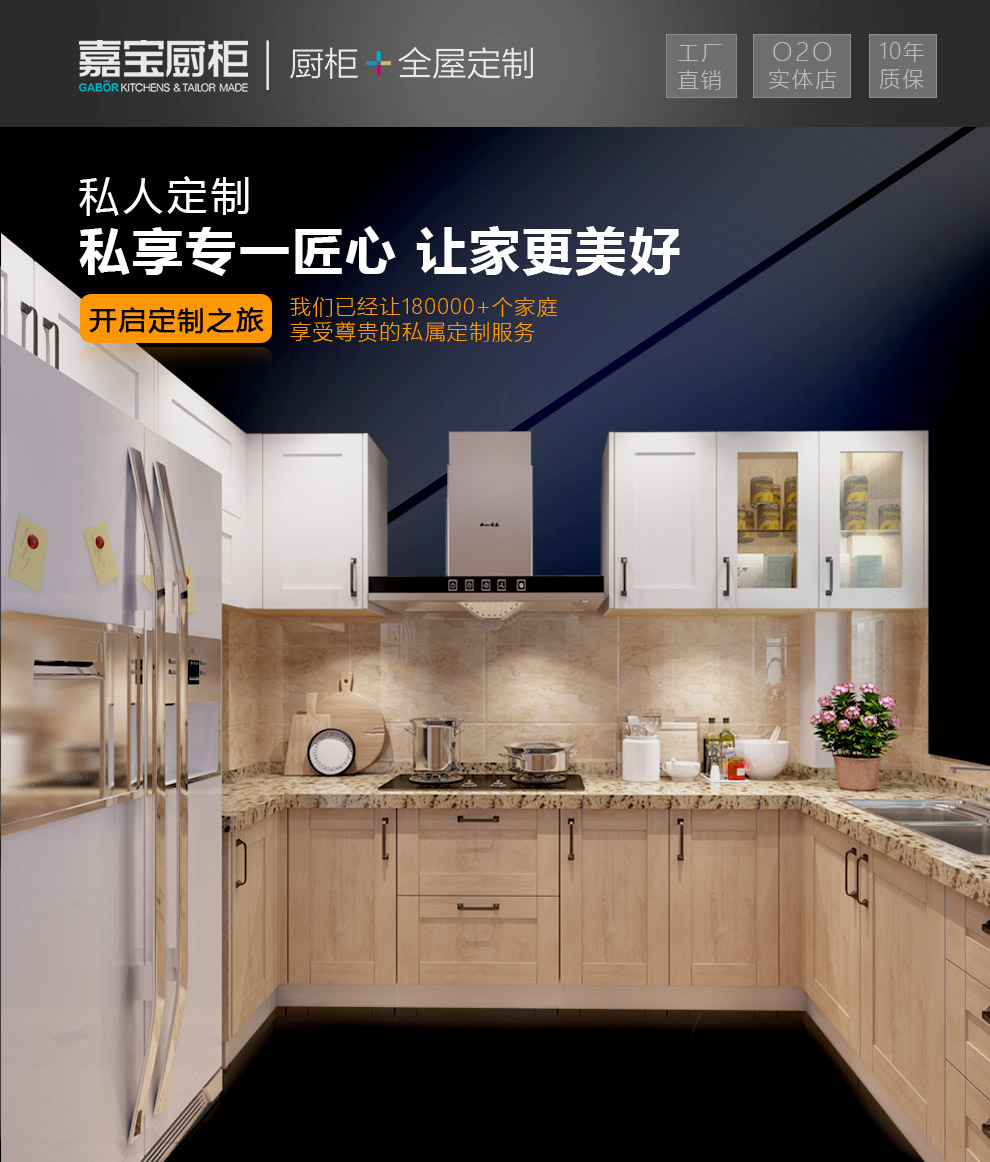 嘉宝厨柜
GABOR KITCHENS & TAILOR MADE
厨柜+全屋定制
工厂
直销
O2O
实体店
10年
质保
私人定制
私享专一匠心 让家更美好
开启定制之旅
我们已经让180000+个家庭
享受尊贵的私属定制服务